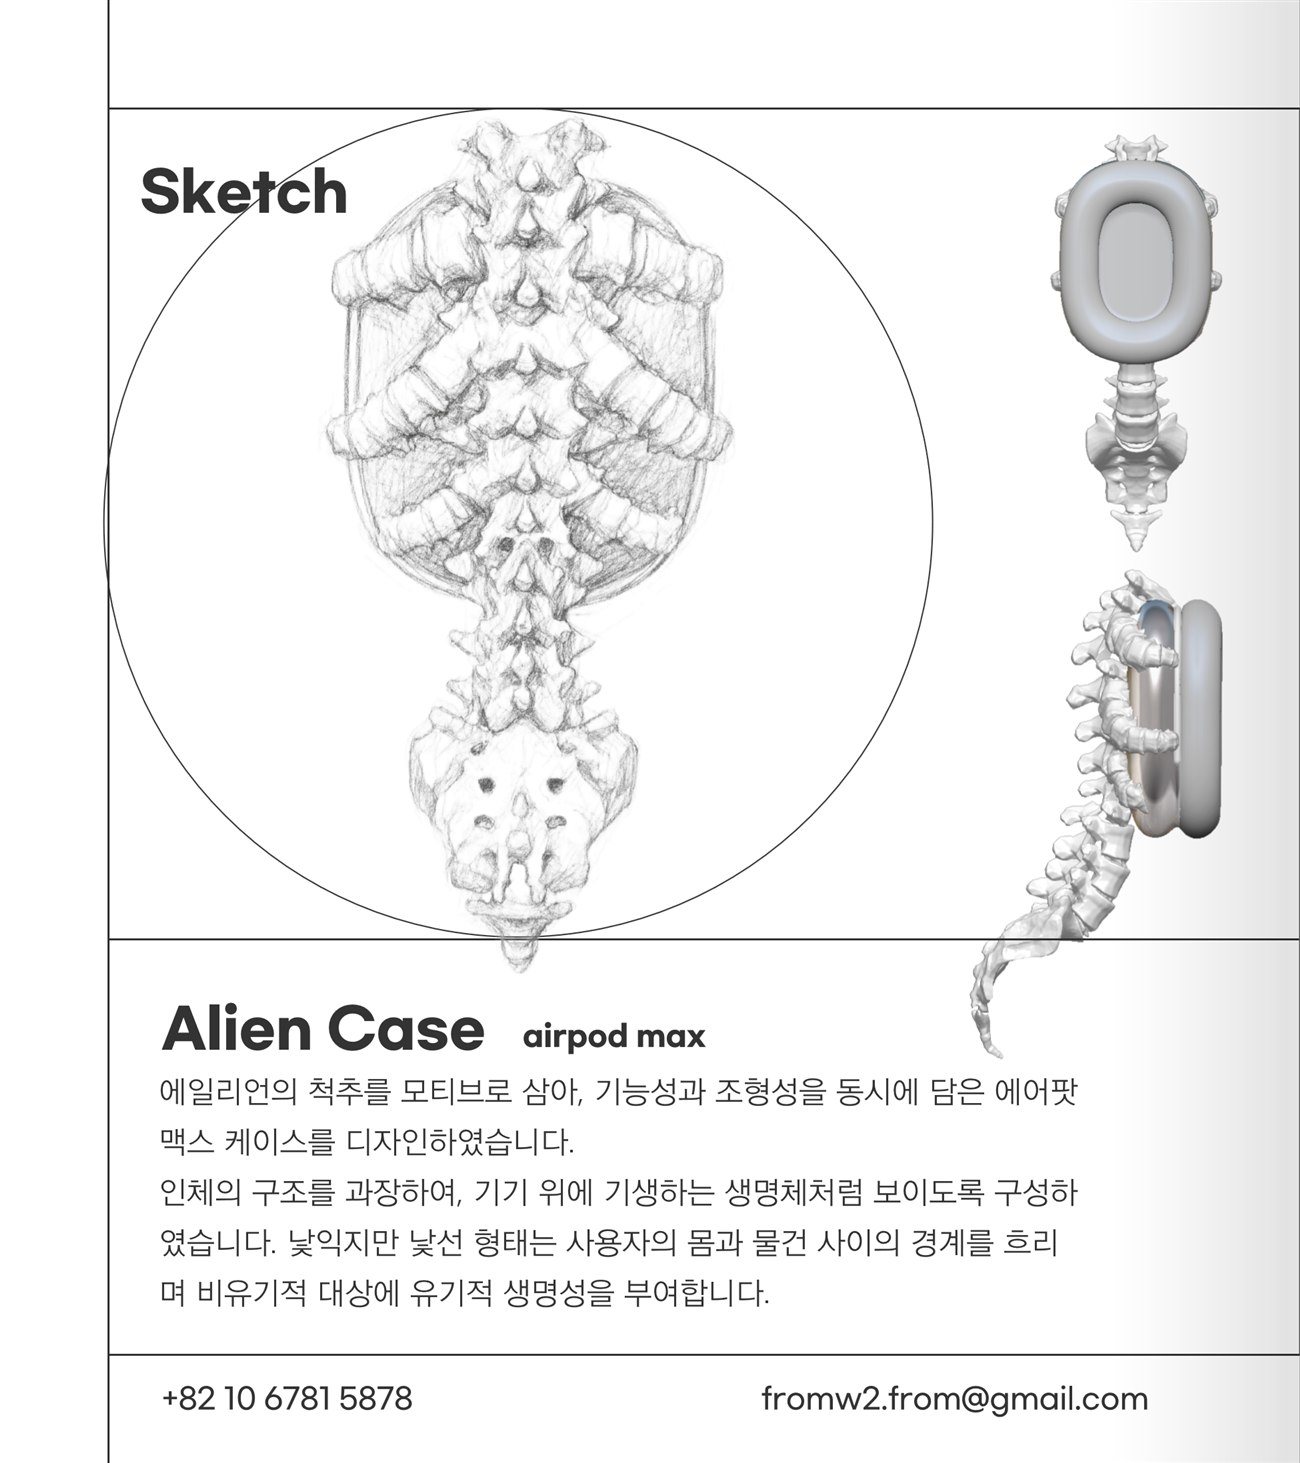 Sketch
Alien Case airpod max
에일리언의 척추를 모티브로 삼아, 기능성과 조형성을 동시에 담은 에어팟
맥스 케이스를 디자인하였습니다.
인체의 구조를 과장하여, 기기 위에 기생하는 생명체처럼 보이도록 구성하
였습니다. 낯익지만 낯선 형태는 사용자의 몸과 물건 사이의 경계를 흐리
며 비유기적 대상에 유기적 생명성을 부여합니다.
+82 10 6781 5878
fromw2.from@gmail.com